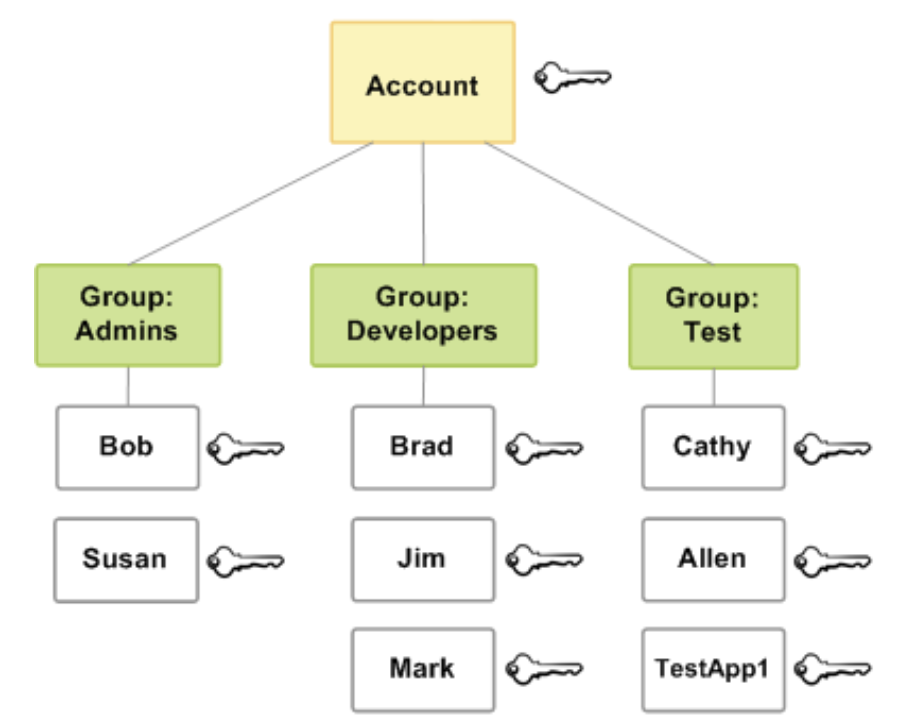 Account
Group:
Admins
Group:
Developers
Group:
Test
Bob
Brad
Cathy
Susan
Jim
Allen
Mark
TestApp1